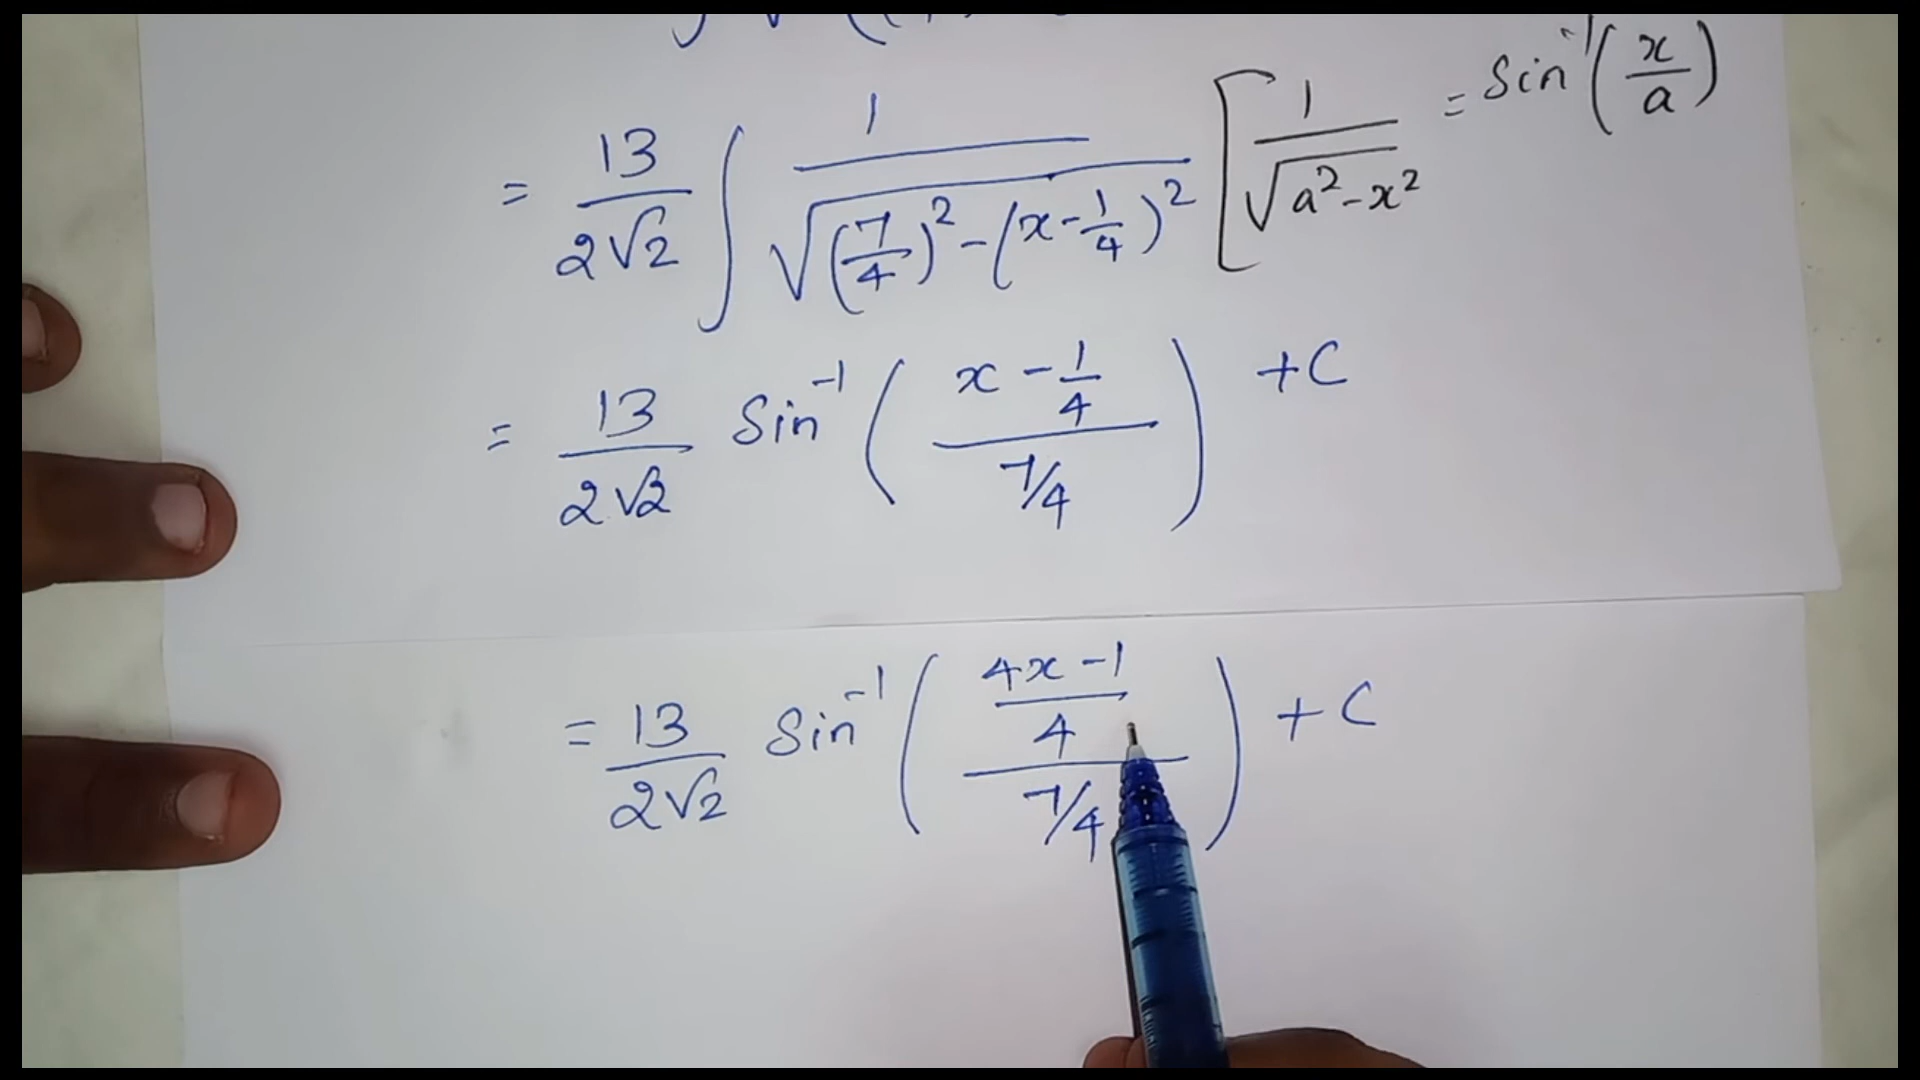 = 13/2√2 ∫ 1/√((7/4)² - (x - 1/4)²) [ 1/√(a² - x²) = Sin⁻¹(x/a)
= 13/2√2 Sin⁻¹((x - 1/4)/(7/4)) + C
= 13/2√2 Sin⁻¹(((4x - 1)/4)/(7/4)) + C